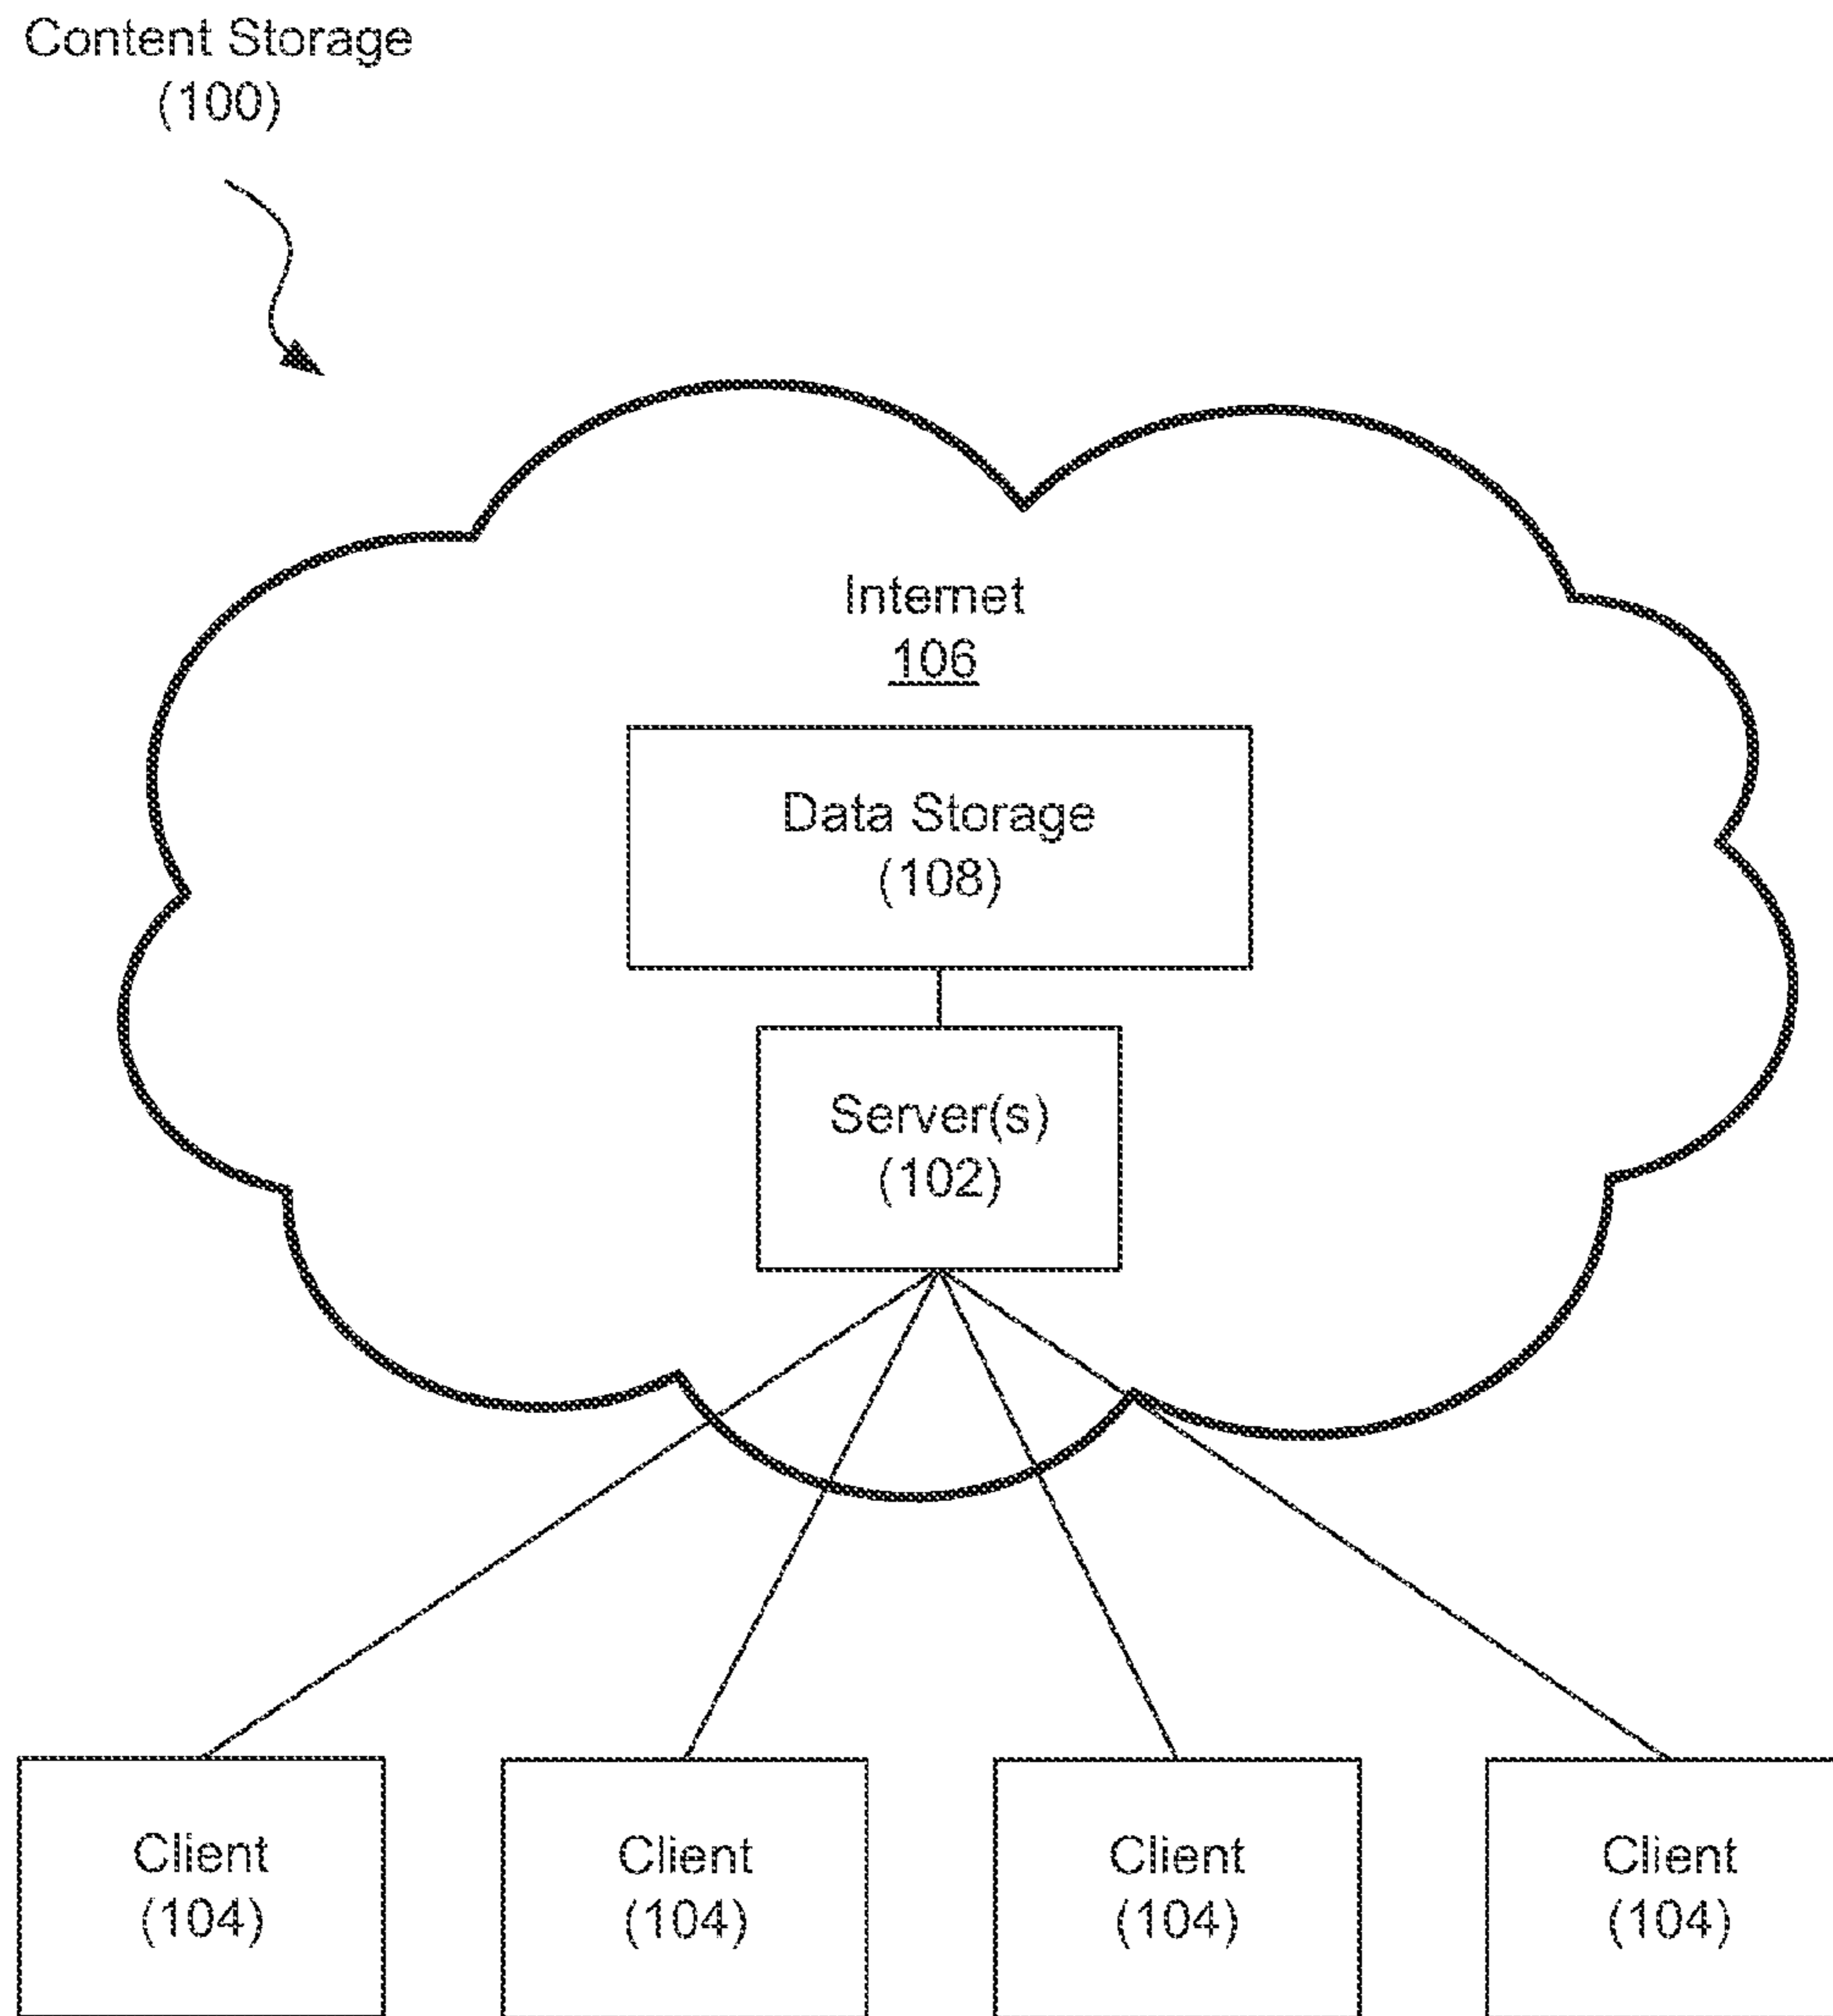 Content Storage
(100)
Internet
106
Data Storage
(108)
Server(s)
(102)
Client
(104)
Client
(104)
Client
(104)
Client
(104)